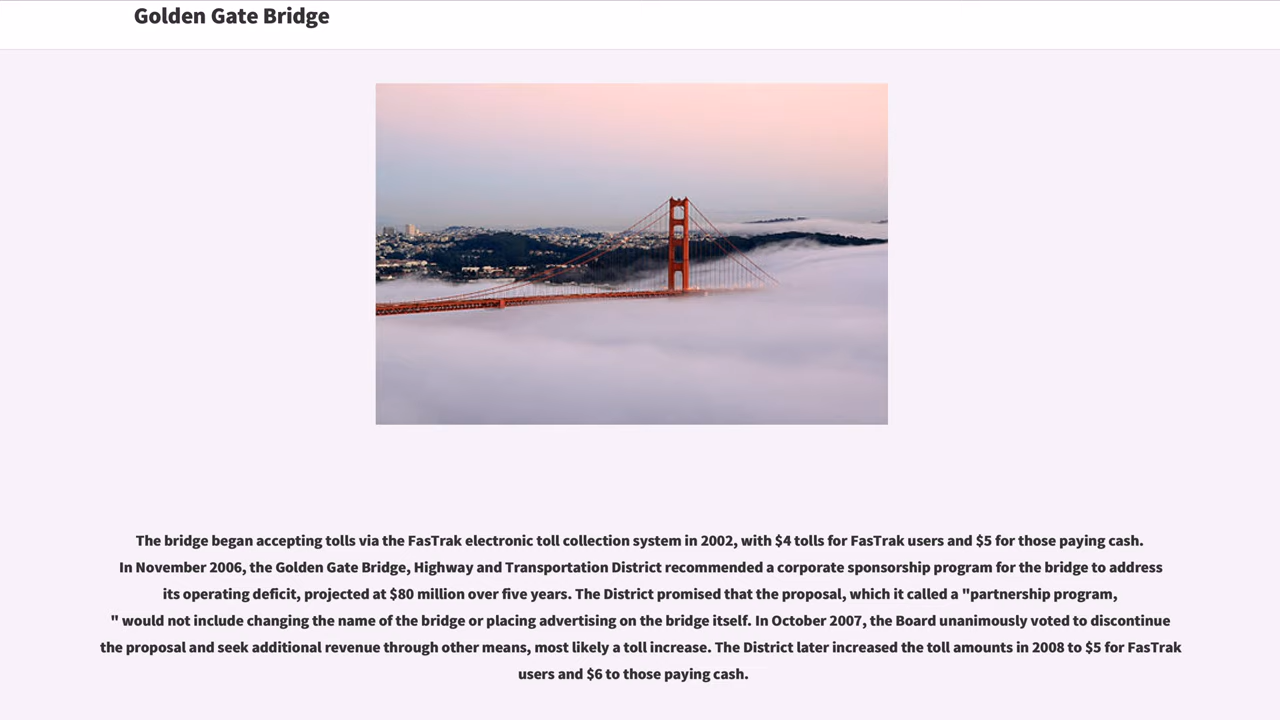 Golden Gate Bridge
The bridge began accepting tolls via the FasTrak electronic toll collection system in 2002, with $4 tolls for FasTrak users and $5 for those paying cash.
In November 2006, the Golden Gate Bridge, Highway and Transportation District recommended a corporate sponsorship program for the bridge to address
its operating deficit, projected at $80 million over five years. The District promised that the proposal, which it called a "partnership program,
" would not include changing the name of the bridge or placing advertising on the bridge itself. In October 2007, the Board unanimously voted to discontinue
the proposal and seek additional revenue through other means, most likely a toll increase. The District later increased the toll amounts in 2008 to $5 for FasTrak
users and $6 to those paying cash.